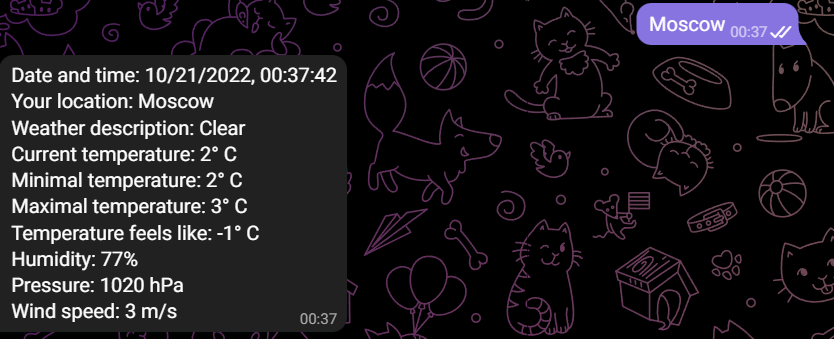 Moscow 00:37
Date and time: 10/21/2022, 00:37:42
Your location: Moscow
Weather description: Clear
Current temperature: 2° C
Minimal temperature: 2° C
Maximal temperature: 3° C
Temperature feels like: -1° C
Humidity: 77%
Pressure: 1020 hPa
Wind speed: 3 m/s
00:37